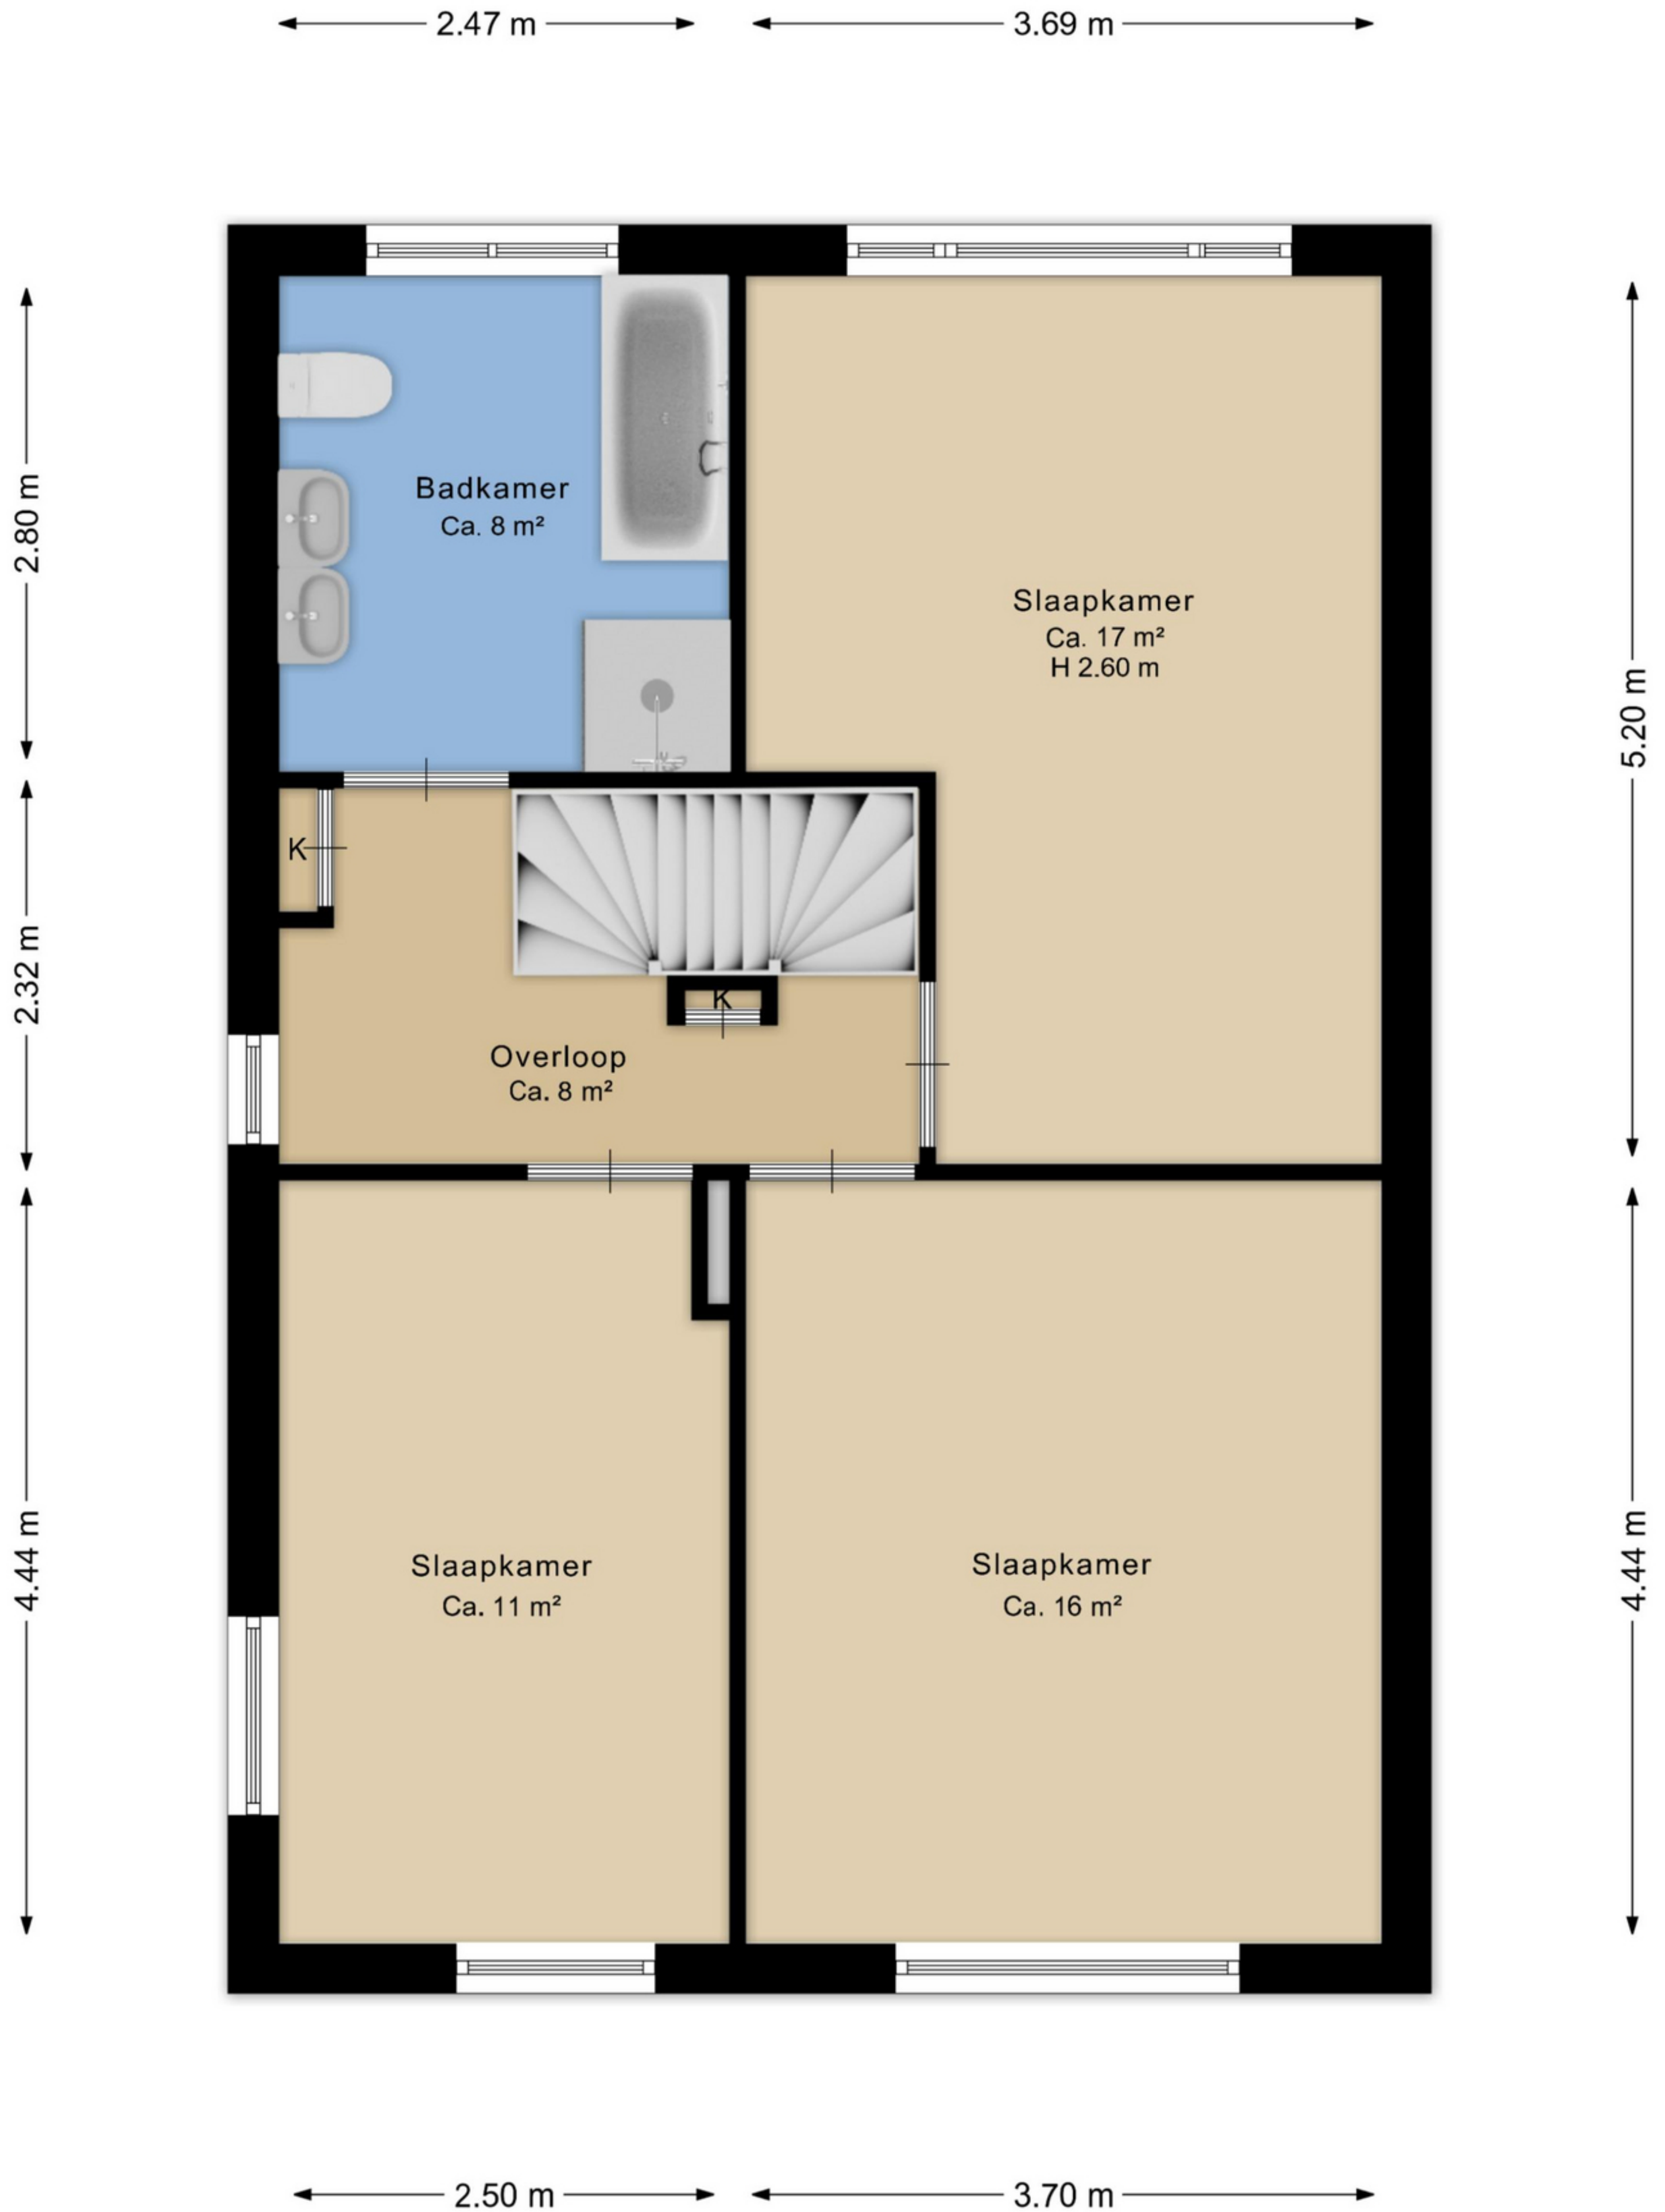 2.47 m
3.69 m
2.80 m
Badkamer
Ca. 8 m²
Slaapkamer
Ca. 17 m²
H 2.60 m
5.20 m
K
2.32 m
K
Overloop
Ca. 8 m²
4.44 m
Slaapkamer
Ca. 11 m²
Slaapkamer
Ca. 16 m²
4.44 m
2.50 m
3.70 m